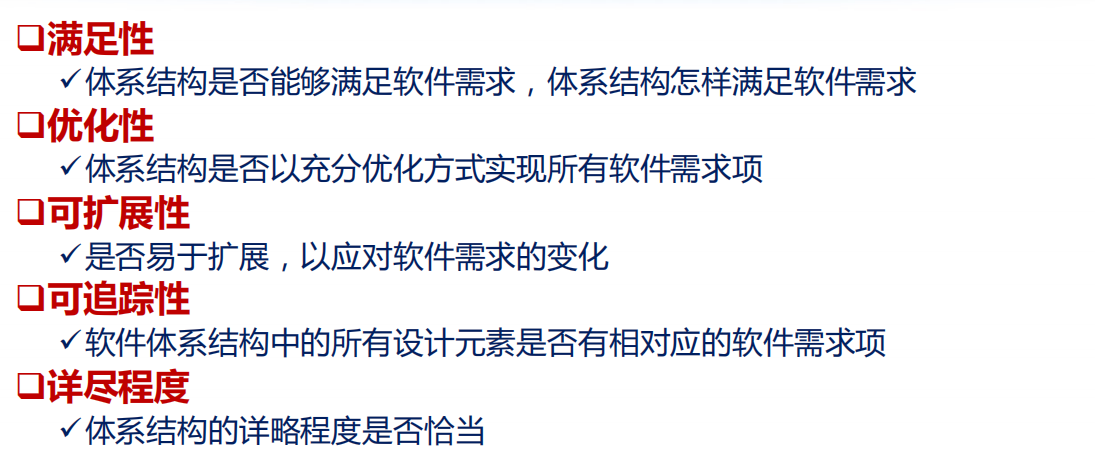 ❑满足性
✓体系结构是否能够满足软件需求，体系结构怎样满足软件需求
❑优化性
✓体系结构是否以充分优化方式实现所有软件需求项
❑可扩展性
✓是否易于扩展，以应对软件需求的变化
❑可追踪性
✓软件体系结构中的所有设计元素是否有相对应的软件需求项
❑详尽程度
✓体系结构的详略程度是否恰当